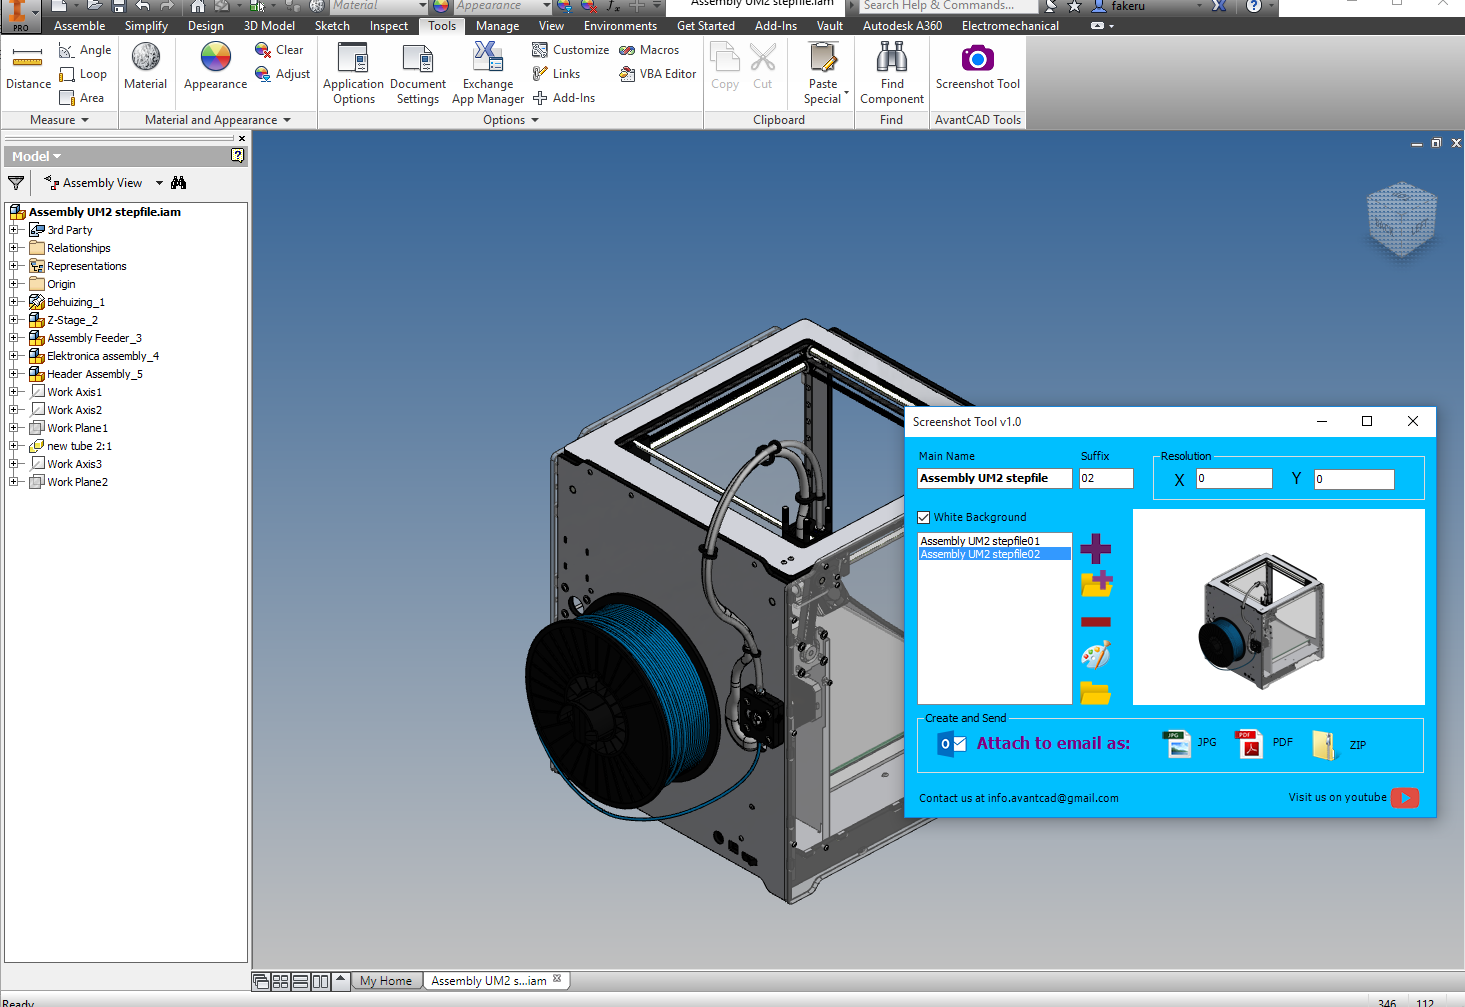 PRO
Material
Appearance
Assembly UM2 stepfile.iam
Search Help & Commands...
fakeru
Assemble Simplify Design 3D Model Sketch Inspect Tools Manage View Environments Get Started Add-Ins Vault Autodesk A360 Electromechanical
Distance
Angle
Loop
Area
Measure
Material
Appearance
Clear
Adjust
Material and Appearance
Application Options
Document Settings
Exchange App Manager
Customize
Links
Add-Ins
Macros
VBA Editor
Options
Copy
Cut
Paste Special
Clipboard
Find Component
Find
Screenshot Tool
AvantCAD Tools
Model
Assembly View
Assembly UM2 stepfile.iam
3rd Party
Relationships
Representations
Origin
Behuizing_1
Z-Stage_2
Assembly Feeder_3
Elektronica assembly_4
Header Assembly_5
Work Axis1
Work Axis2
Work Plane1
new tube 2:1
Work Axis3
Work Plane2
Screenshot Tool v1.0
Main Name
Suffix
Resolution
Assembly UM2 stepfile
02
X 0 Y 0
White Background
Assembly UM2 stepfile01
Assembly UM2 stepfile02
Create and Send
Attach to email as:
JPG JPG
PDF PDF
ZIP
Contact us at info.avantcad@gmail.com
Visit us on youtube
My Home
Assembly UM2 s...iam
Ready
346 112